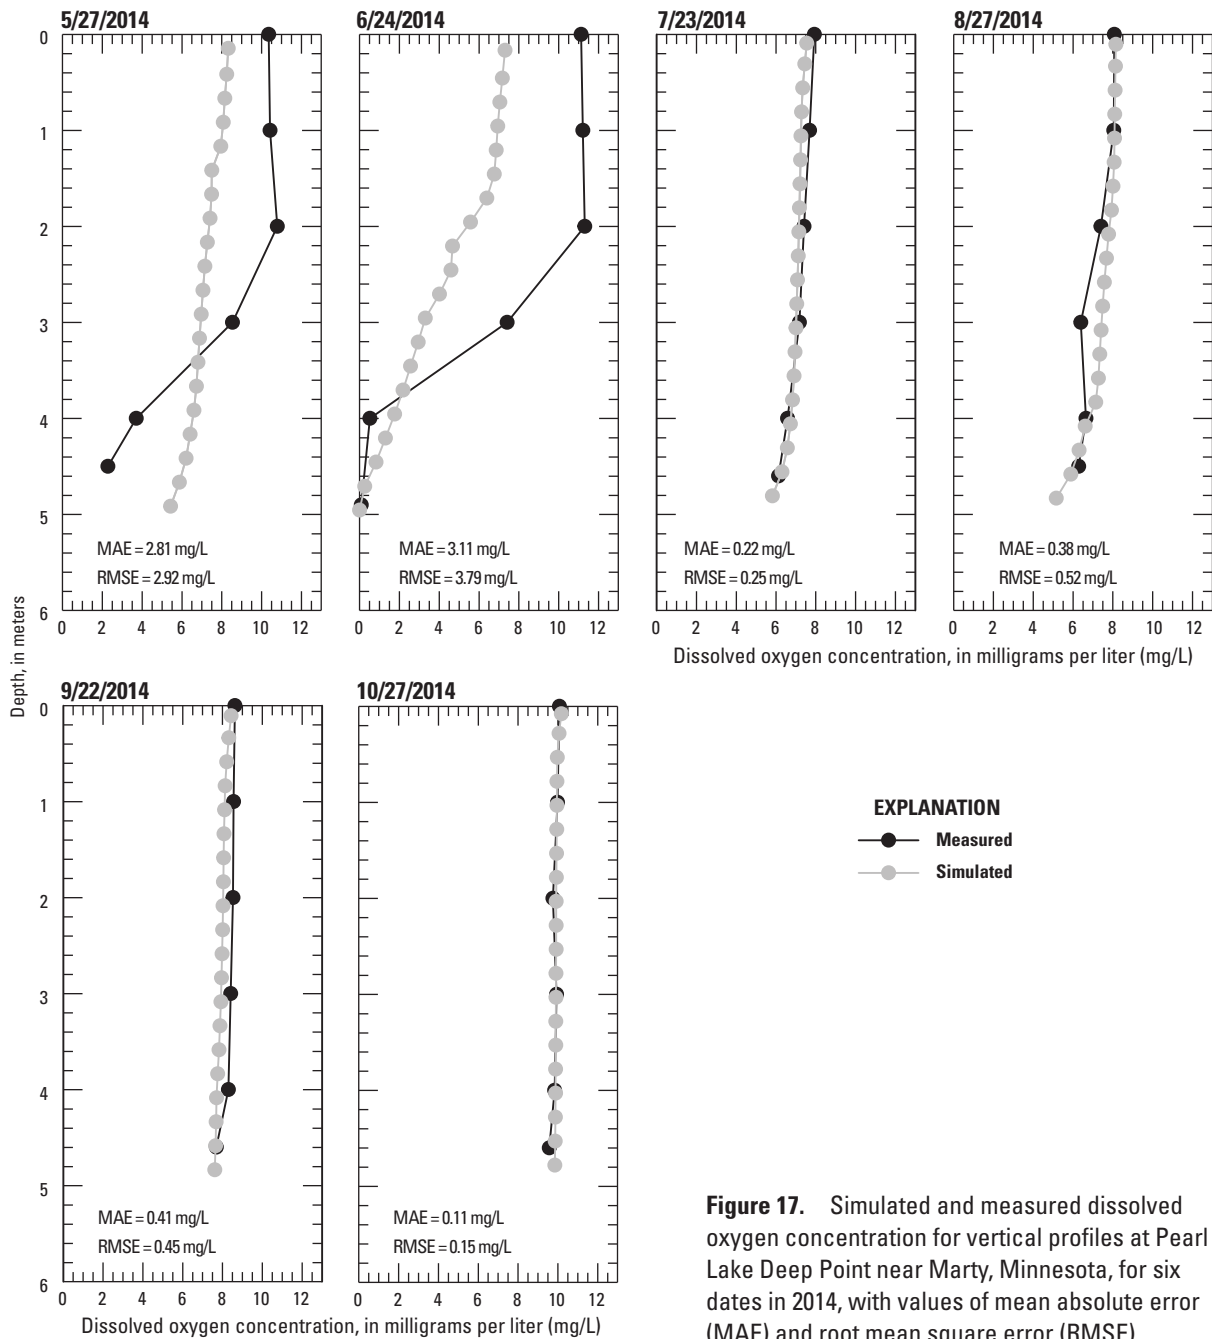 5/27/2014
6/24/2014
7/23/2014
8/27/2014
0
1
2
3
4
5
6
MAE = 2.81 mg/L
RMSE = 2.92 mg/L
MAE = 3.11 mg/L
RMSE = 3.79 mg/L
MAE = 0.22 mg/L
RMSE = 0.25 mg/L
MAE = 0.38 mg/L
RMSE = 0.52 mg/L
0 2 4 6 8 10 12
0 2 4 6 8 10 12
0 2 4 6 8 10 12
0 2 4 6 8 10 12
Dissolved oxygen concentration, in milligrams per liter (mg/L)
Depth, in meters
9/22/2014
10/27/2014
0
1
2
3
4
5
6
MAE = 0.41 mg/L
RMSE = 0.45 mg/L
MAE = 0.11 mg/L
RMSE = 0.15 mg/L
0 2 4 6 8 10 12
0 2 4 6 8 10 12
Dissolved oxygen concentration, in milligrams per liter (mg/L)
EXPLANATION
Measured
Simulated
Figure 17. Simulated and measured dissolved
oxygen concentration for vertical profiles at Pearl
Lake Deep Point near Marty, Minnesota, for six
dates in 2014, with values of mean absolute error
(MAE) and root mean square error (RMSE)